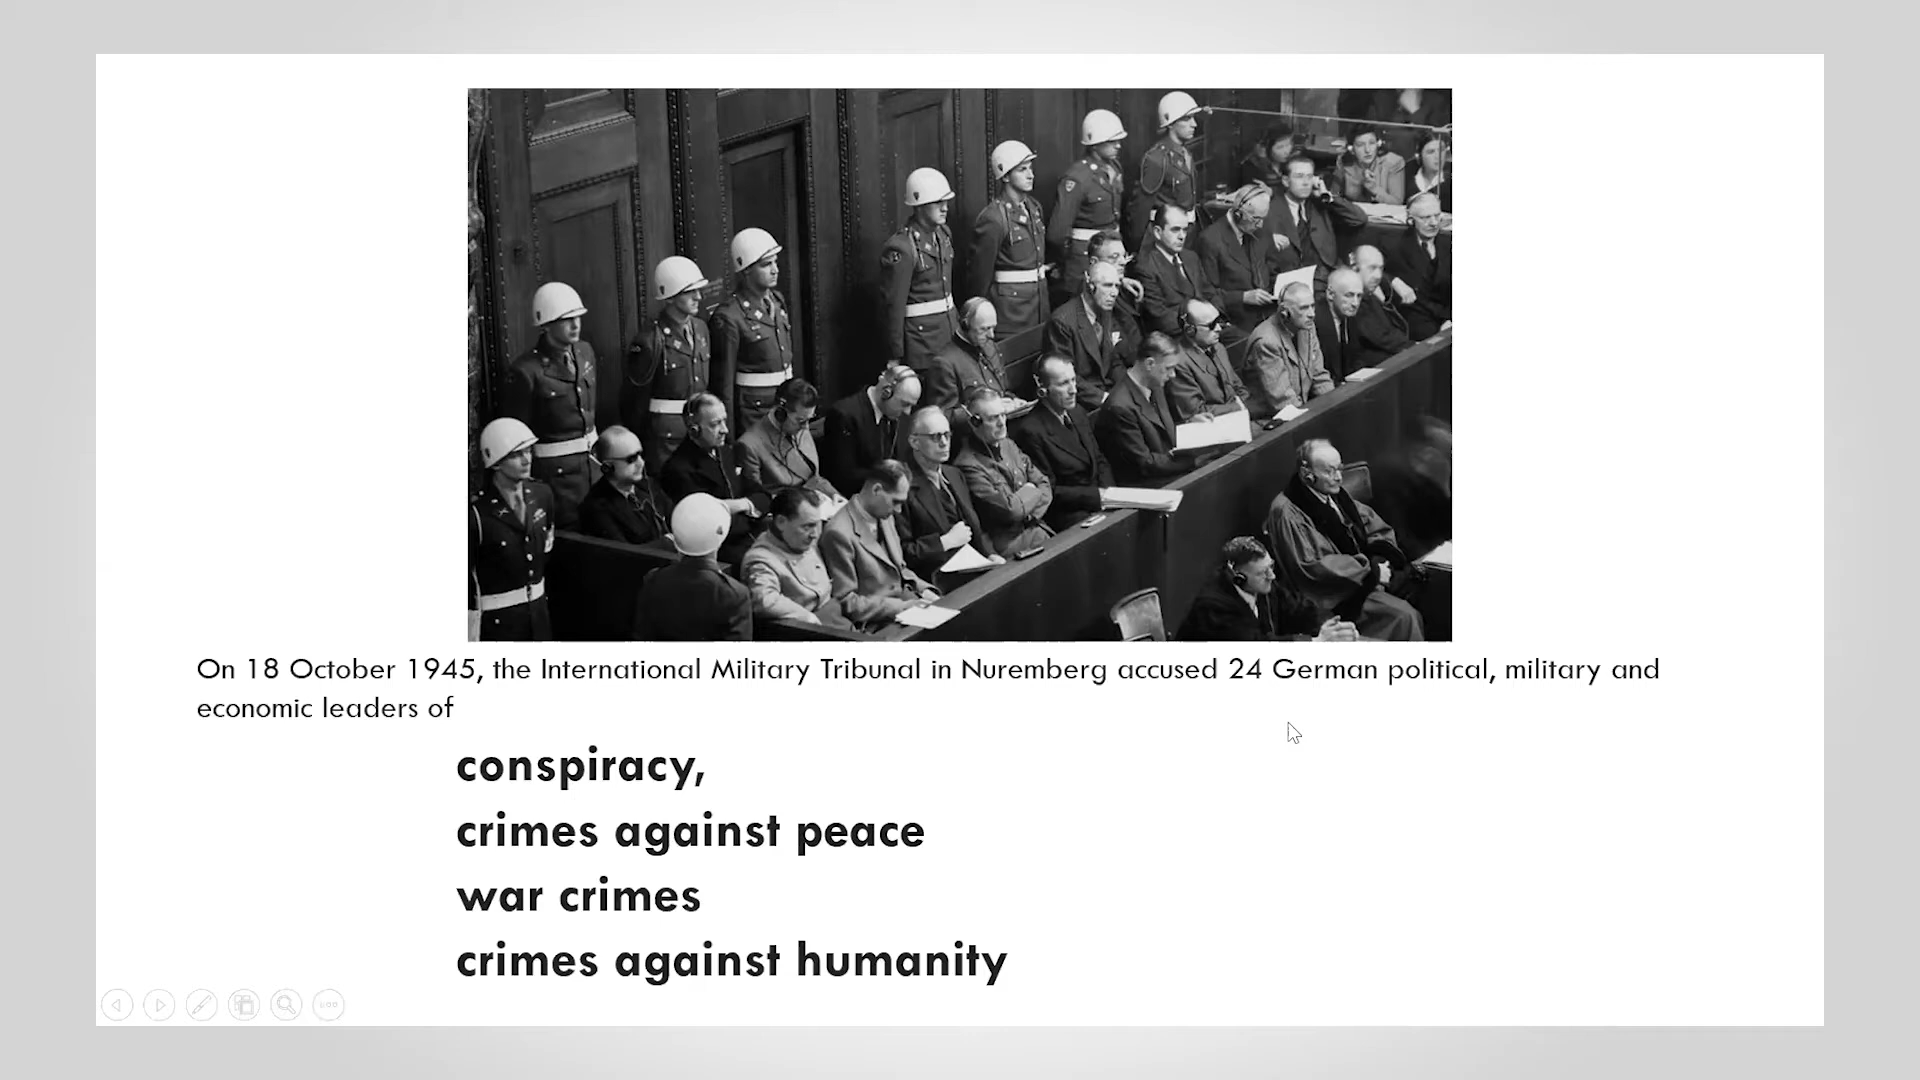 On 18 October 1945, the International Military Tribunal in Nuremberg accused 24 German political, military and
economic leaders of
conspiracy,
crimes against peace
war crimes
crimes against humanity